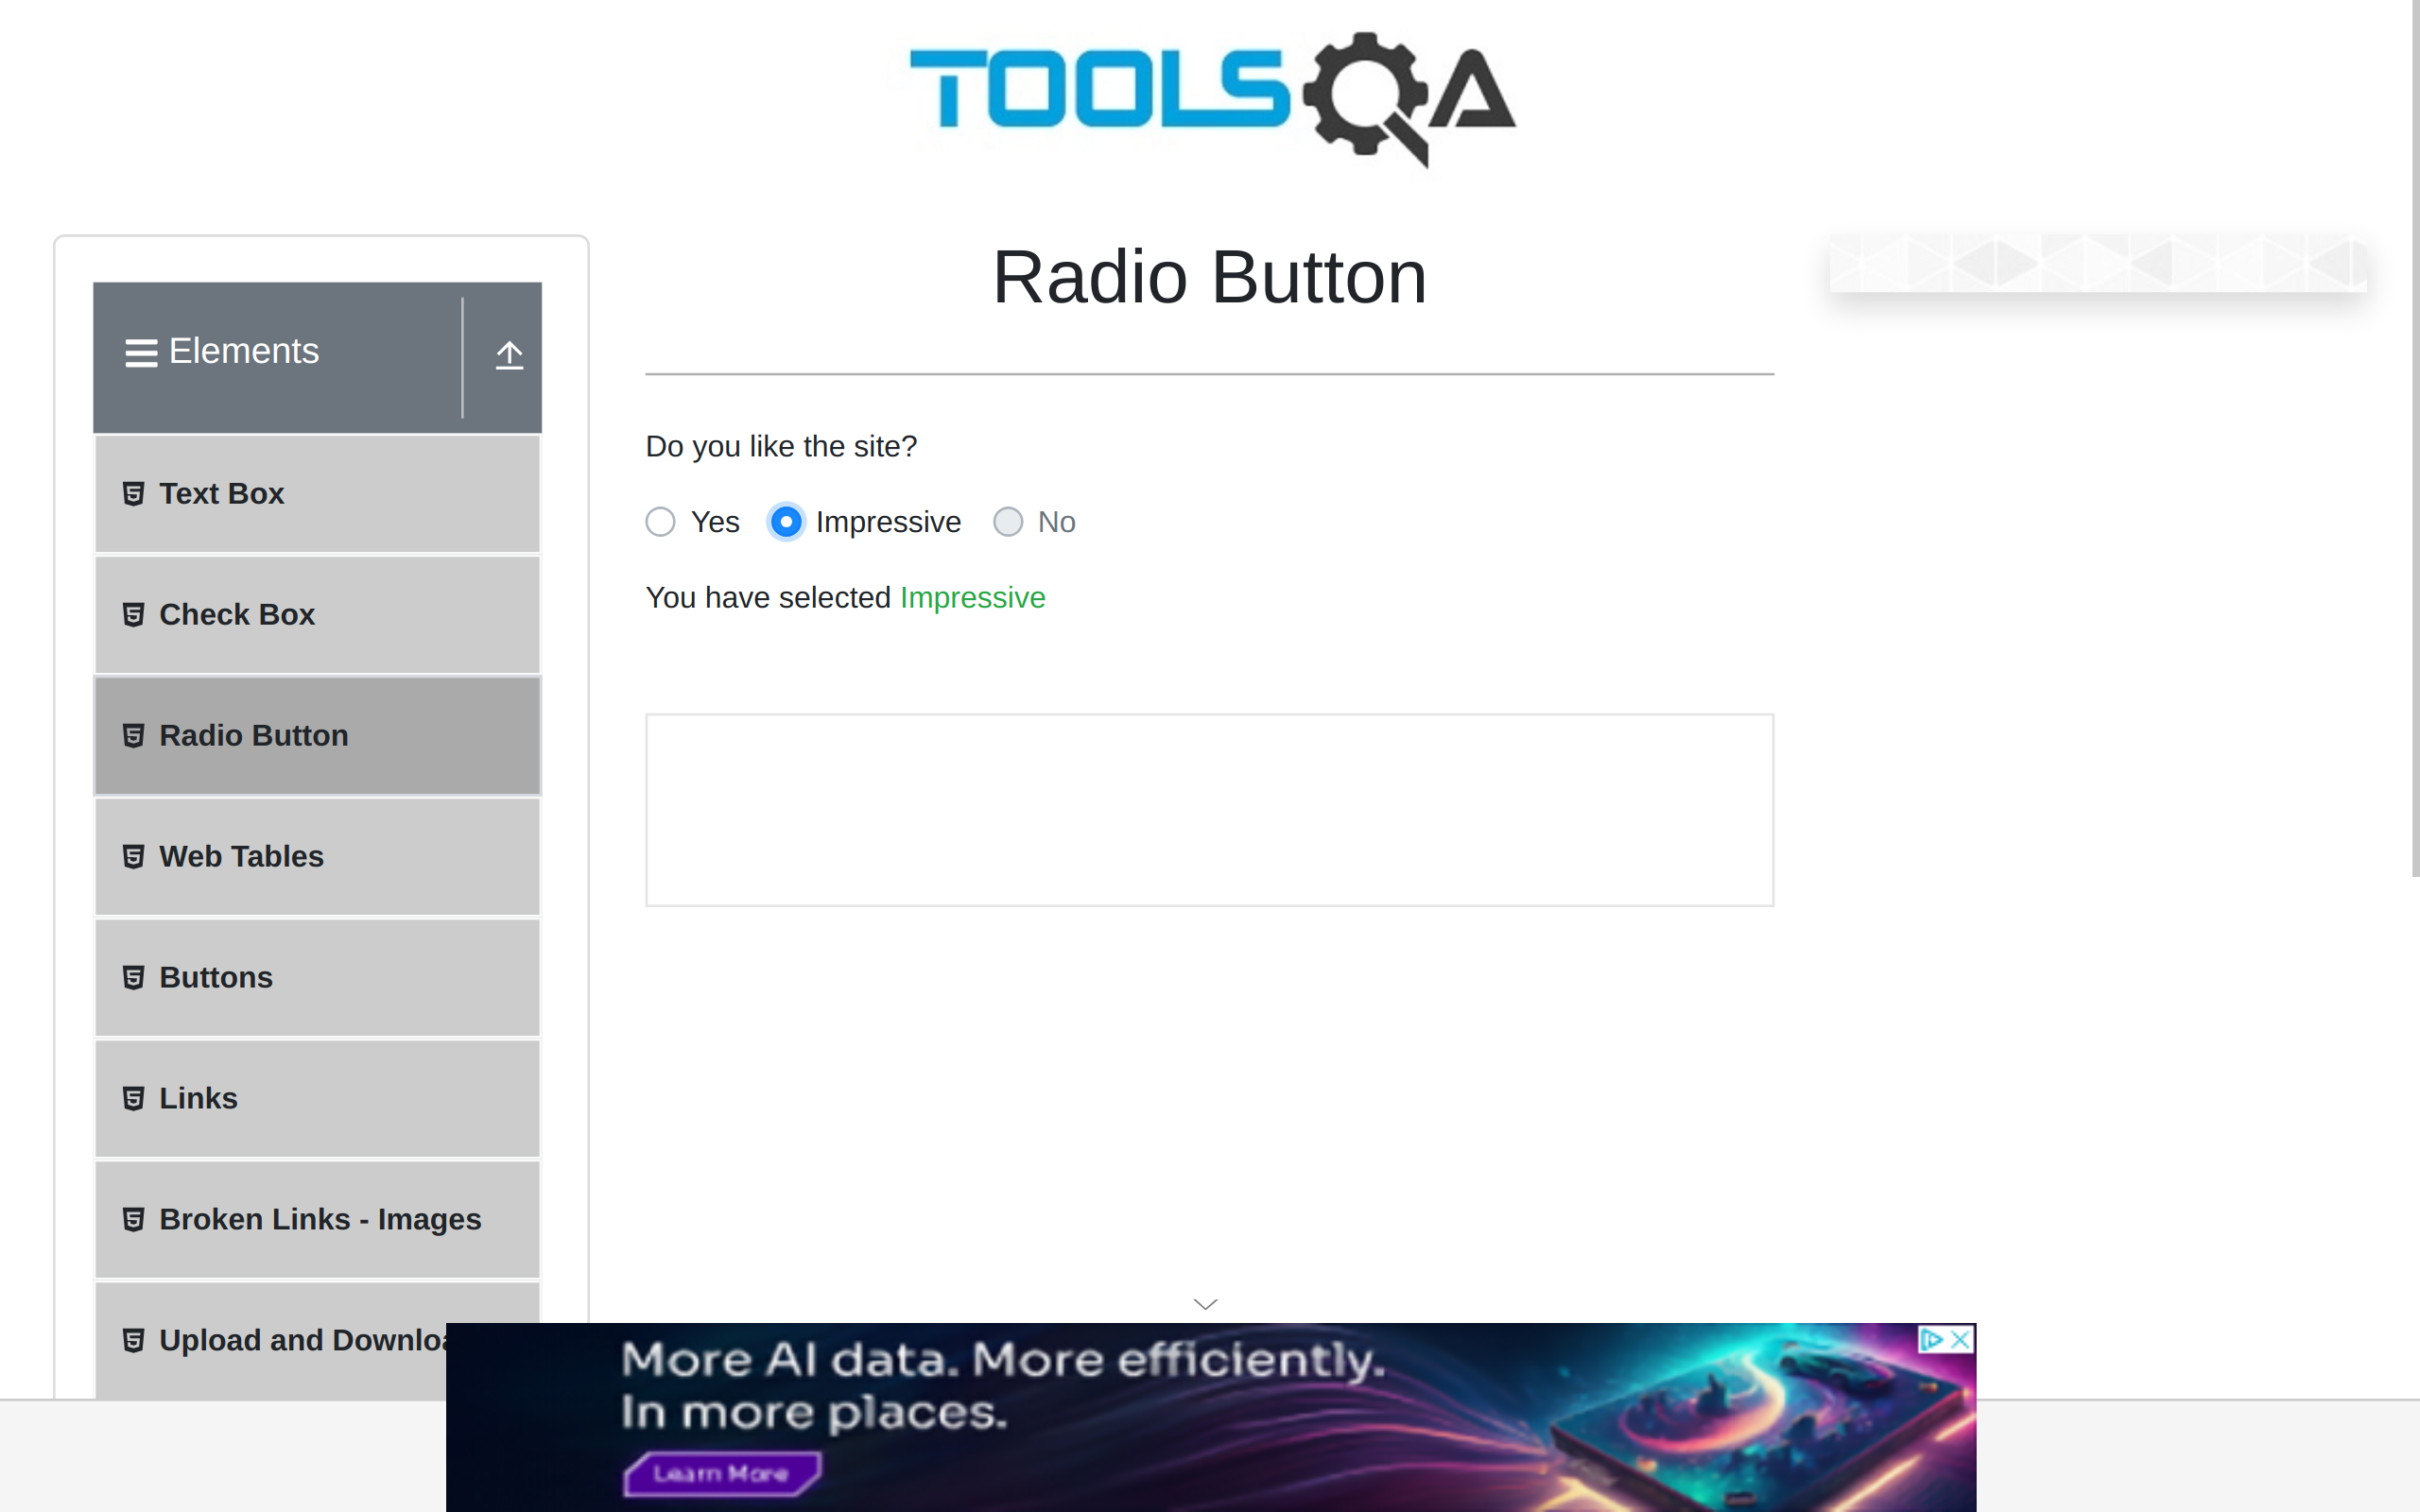 TOOLSQA
Radio Button
Elements
Text Box
Check Box
Radio Button
Web Tables
Buttons
Links
Broken Links - Images
Upload and Downloa
Do you like the site?
Yes Impressive No
You have selected Impressive
More AI data. More efficiently.
In more places.
Learn More